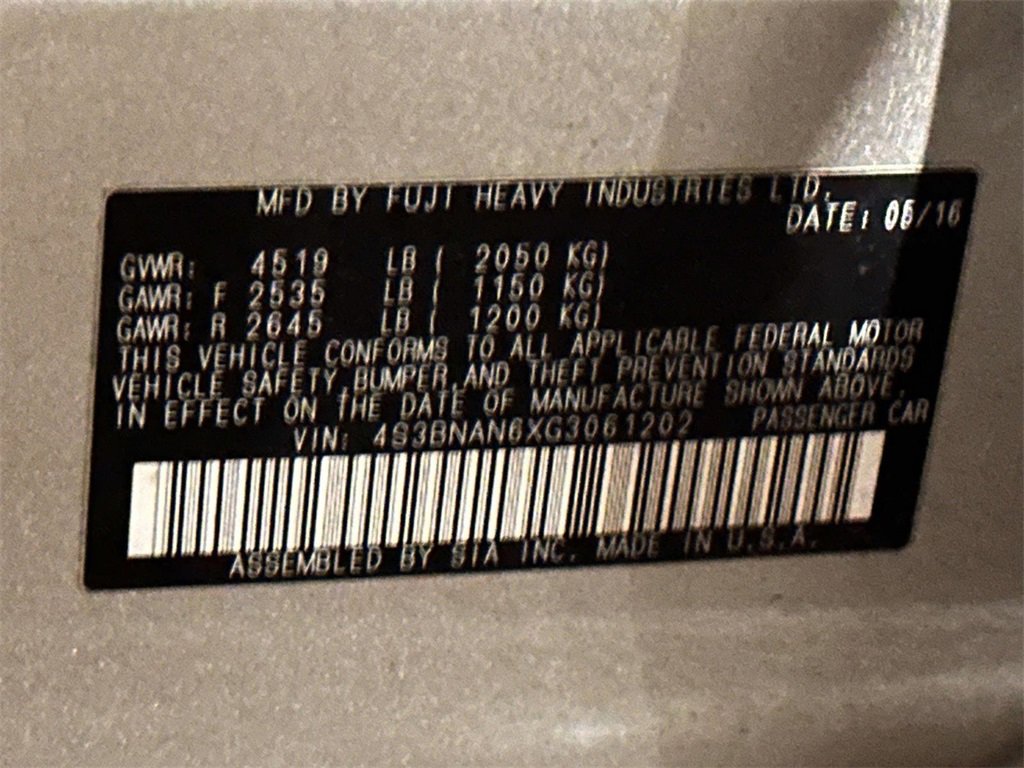 MFD BY FUJI HEAVY INDUSTRIES LTD.
DATE: 05/16
GVWR: 4519 LB ( 2050 KG)
GAWR: F 2535 LB ( 1150 KG)
GAWR: R 2645 LB ( 1200 KG)
THIS VEHICLE CONFORMS TO ALL APPLICABLE FEDERAL MOTOR
VEHICLE SAFETY,BUMPER,AND THEFT PREVENTION STANDARDS
IN EFFECT ON THE DATE OF MANUFACTURE SHOWN ABOVE.
VIN: 4S3BNAN6XG3061202 PASSENGER CAR
ASSEMBLED BY SIA INC. MADE IN U.S.A.